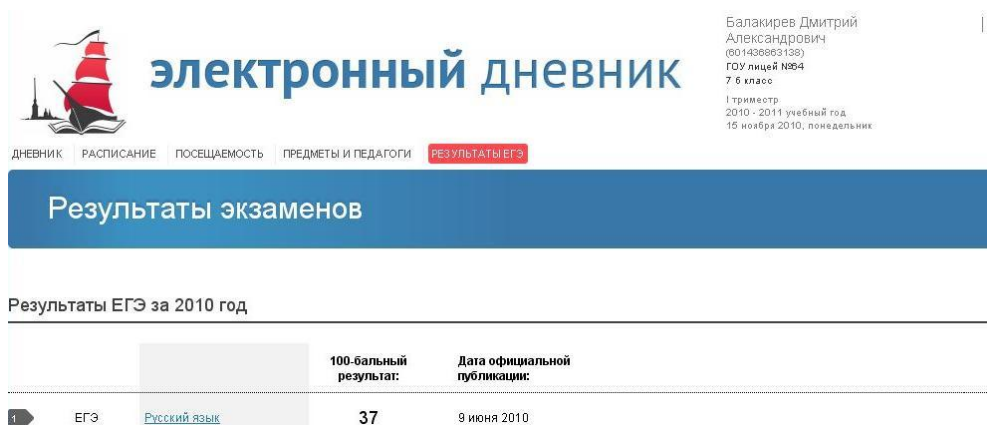 электронный дневник
Балакирев Дмитрий
Александрович
(601436863138)
ГОУ лицей №64
7 б класс
I триместр
2010 - 2011 учебный год
15 ноября 2010, понедельник
ДНЕВНИК РАСПИСАНИЕ ПОСЕЩАЕМОСТЬ ПРЕДМЕТЫ И ПЕДАГОГИ РЕЗУЛЬТАТЫ ЕГЭ
Результаты экзаменов
Результаты ЕГЭ за 2010 год
100-бальный
результат:
Дата официальной
публикации:
1 ЕГЭ Русский язык 37 9 июня 2010